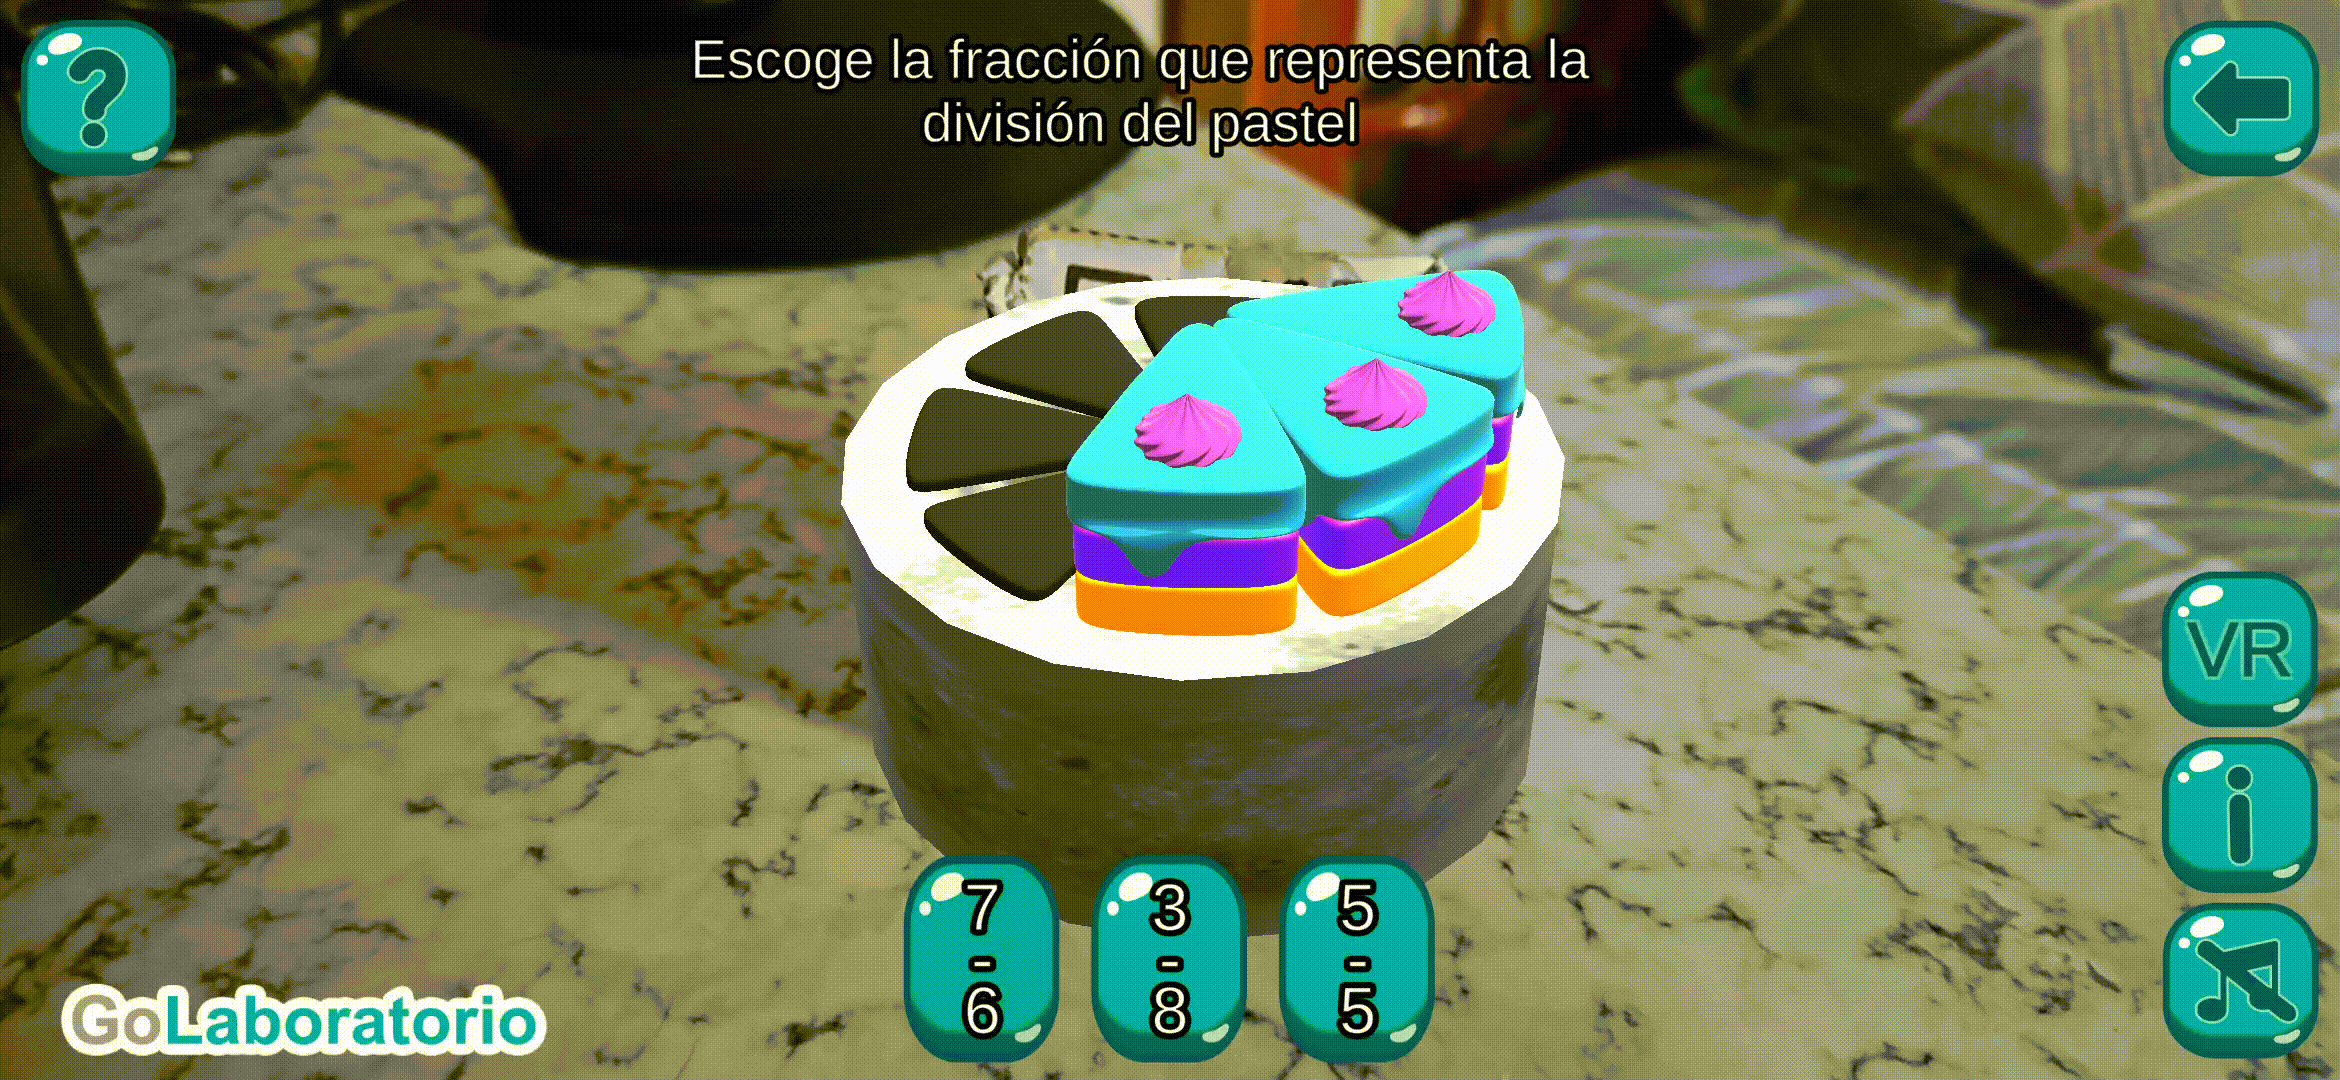 Escoge la fracción que representa la
división del pastel
VR
7
-
6
3
-
8
5
-
5
GoLaboratorio